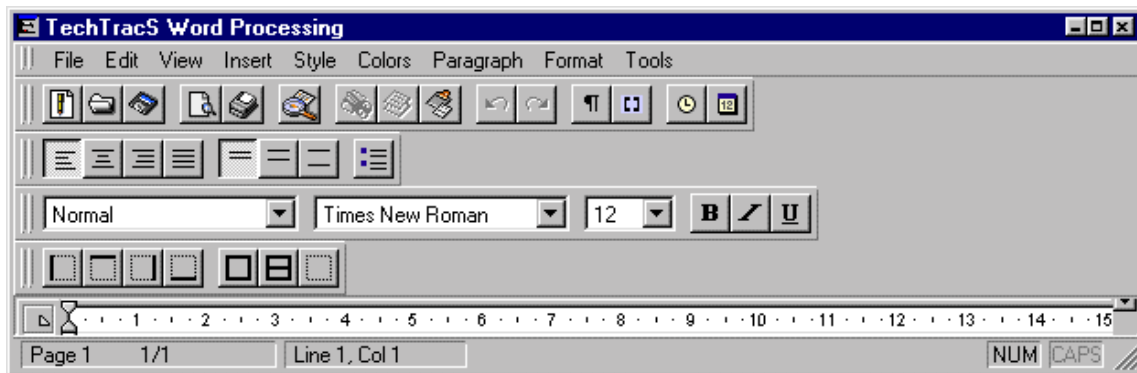 TechTracS Word Processing
File Edit View Insert Style Colors Paragraph Format Tools
¶ 12
Normal Times New Roman 12 B I U
1 2 3 4 5 6 7 8 9 10 11 12 13 14 15
Page 1 1/1 Line 1, Col 1 NUM CAPS